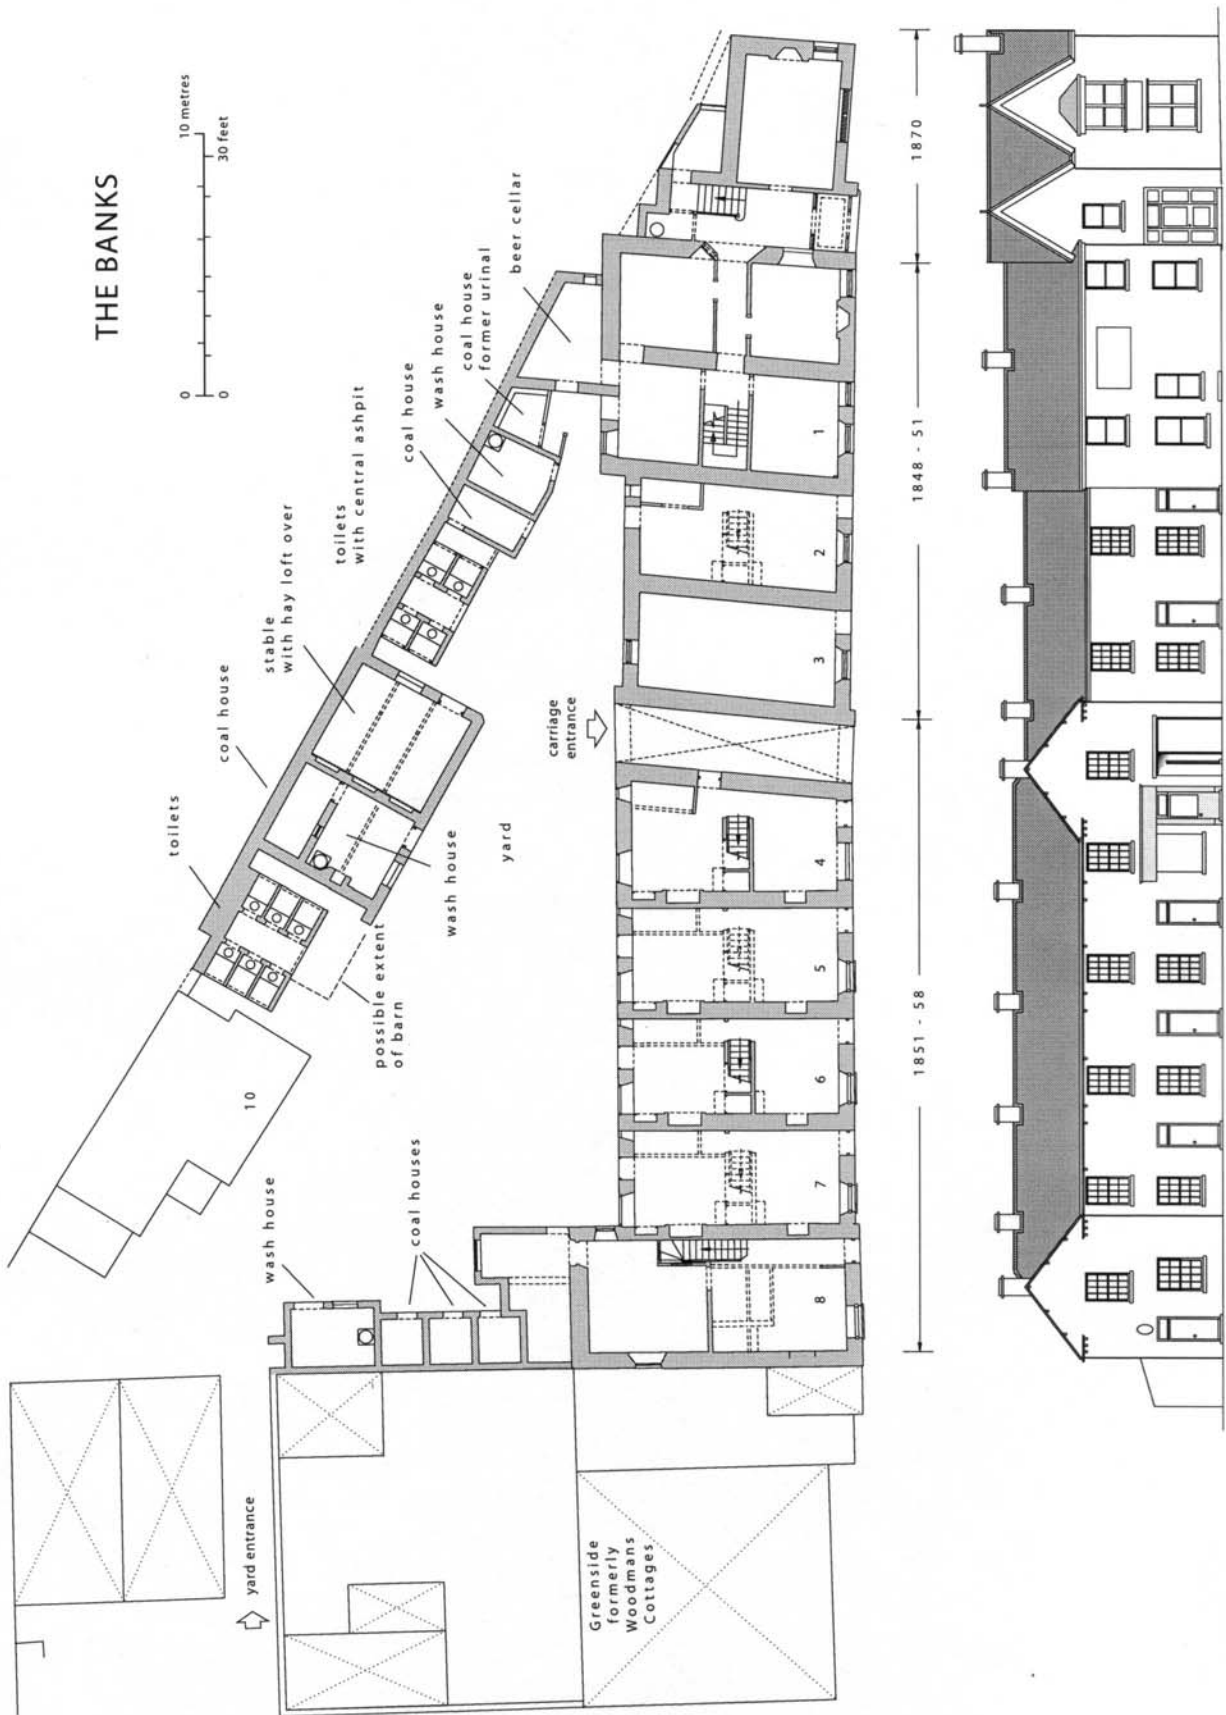 THE BANKS
0
10 metres
0
30 feet
beer cellar
coal house
former urinal
wash house
coal house
toilets
with central ashpit
stable
with hay loft over
coal house
toilets
wash house
yard
possible extent
of barn
10
carriage
entrance
wash house
coal houses
yard entrance
Greenside
formerly
Woodmans
Cottages
8
7
6
5
4
3
2
1
1851 - 58
1848 - 51
1870